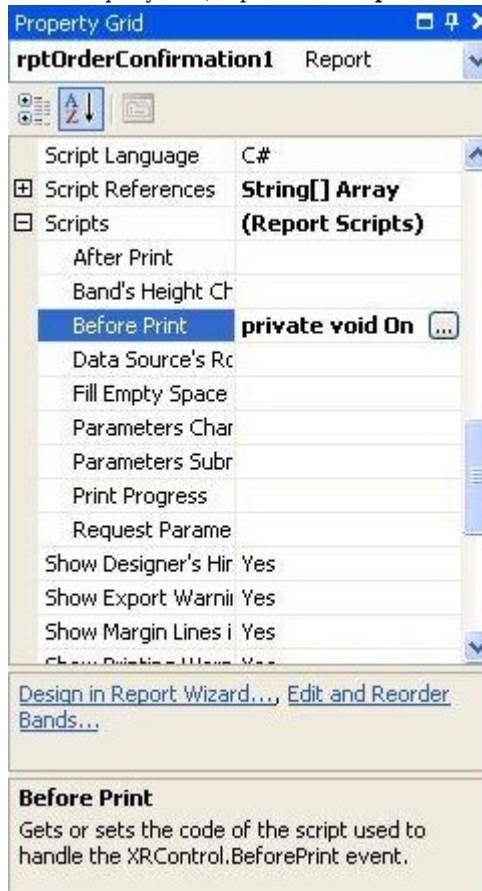 Property Grid
rptOrderConfirmation1 Report
Script Language C#
Script References String[] Array
Scripts (Report Scripts)
After Print
Band's Height Ch
Before Print private void On ...
Data Source's Ro
Fill Empty Space
Parameters Char
Parameters Subr
Print Progress
Request Parame
Show Designer's Hir Yes
Show Export Warnii Yes
Show Margin Lines i Yes
Design in Report Wizard..., Edit and Reorder
Bands...
Before Print
Gets or sets the code of the script used to
handle the XRControl.BeforePrint event.